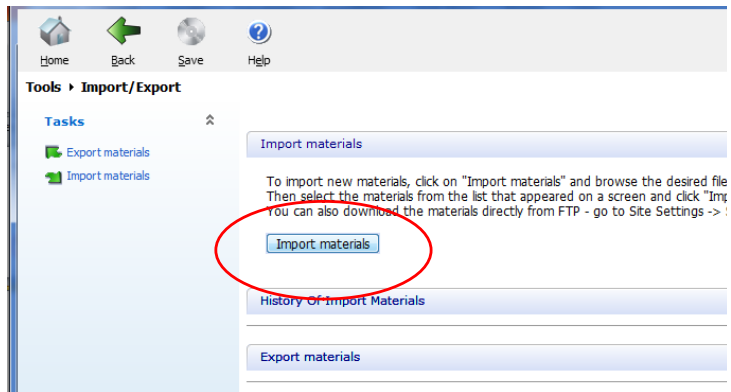 Home Back Save Help
Tools ▸ Import/Export
Tasks
Export materials
Import materials
Import materials
To import new materials, click on "Import materials" and browse the desired file
Then select the materials from the list that appeared on a screen and click "Imp
You can also download the materials directly from FTP - go to Site Settings ->
Import materials
History Of Import Materials
Export materials